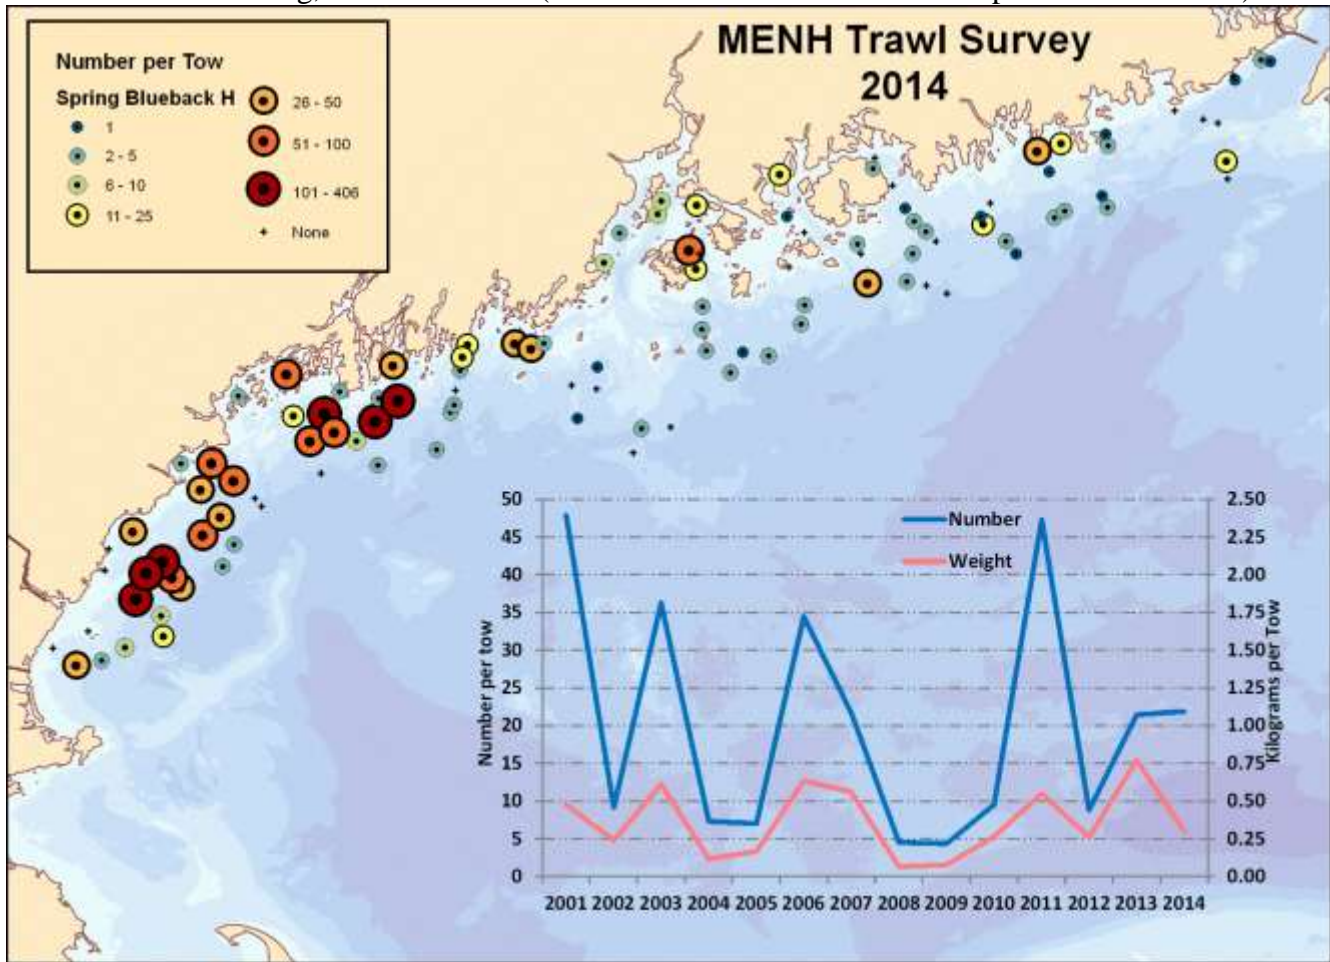 MENH Trawl Survey
2014
Number per Tow
Spring Blueback H
1
2 - 5
6 - 10
11 - 25
26 - 50
51 - 100
101 - 406
None
Number
Weight
Number per tow
50
45
40
35
30
25
20
15
10
5
0
2.50
2.25
2.00
1.75
1.50
1.25
1.00
0.75
0.50
0.25
0.00
Kilograms per Tow
2001 2002 2003 2004 2005 2006 2007 2008 2009 2010 2011 2012 2013 2014